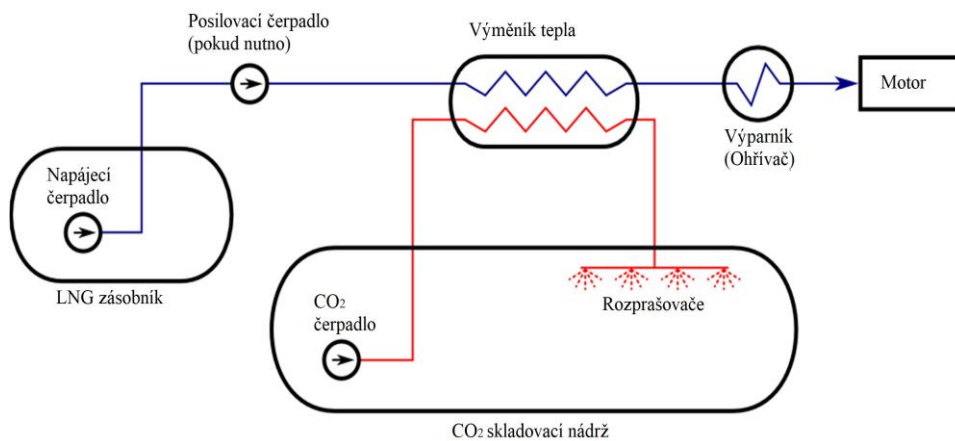 Posilovací čerpadlo
(pokud nutno)
Výměník tepla
Motor
Výparník
(Ohřívač)
Napájecí
čerpadlo
LNG zásobník
CO₂
čerpadlo
Rozprašovače
CO₂ skladovací nádrž